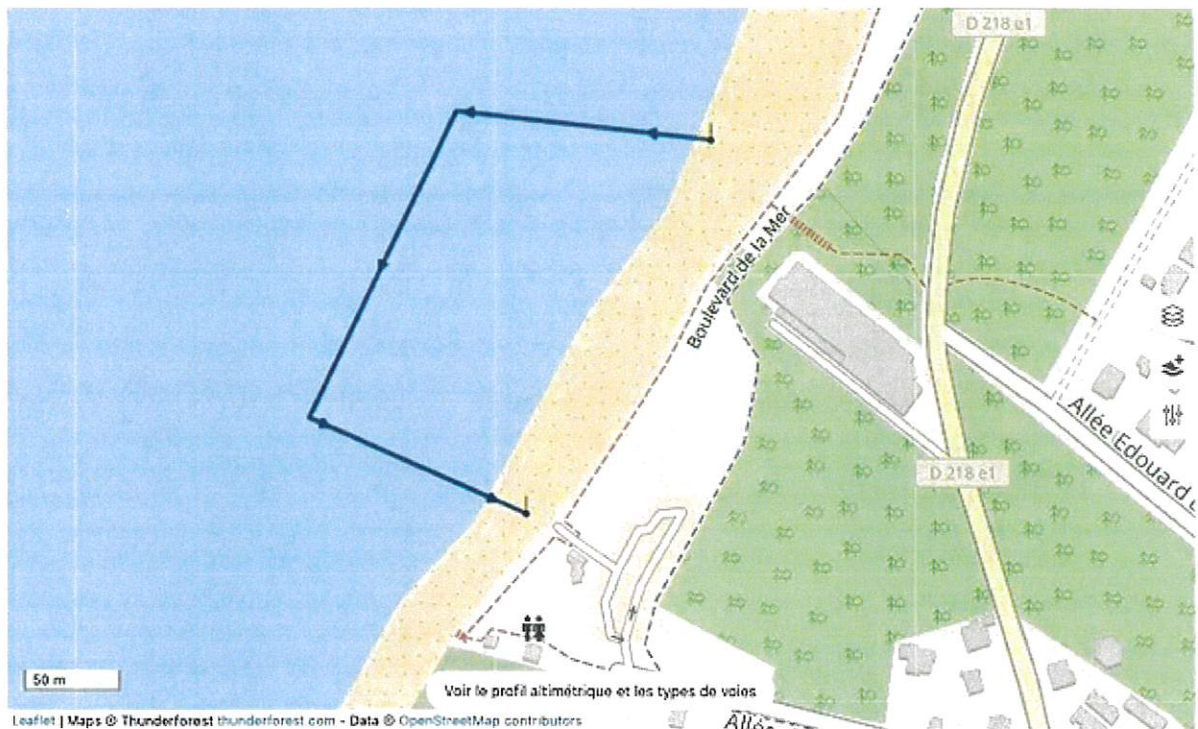 D 218 e1
Boulevard de la Mer
Allée Edouard
D 218 e1
50 m
Voir le profil altimétrique et les types de voies
Leaflet | Maps © Thunderforest thunderforest.com - Data © OpenStreetMap contributors